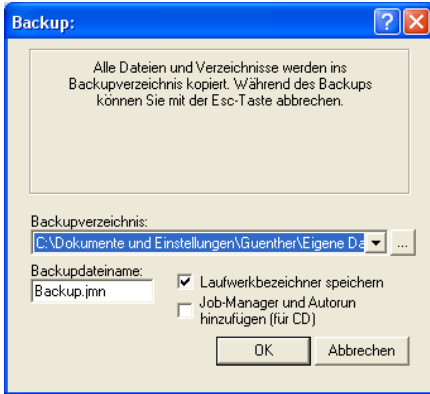 Backup:
Alle Dateien und Verzeichnisse werden ins
Backupverzeichnis kopiert. Während des Backups
können Sie mit der Esc-Taste abbrechen.
Backupverzeichnis:
C:\Dokumente und Einstellungen\Guenther\Eigene Da
...
Backupdateiname:
Backup.jmn
Laufwerkbezeichner speichern
Job-Manager und Autorun
hinzufügen (für CD)
OK
Abbrechen